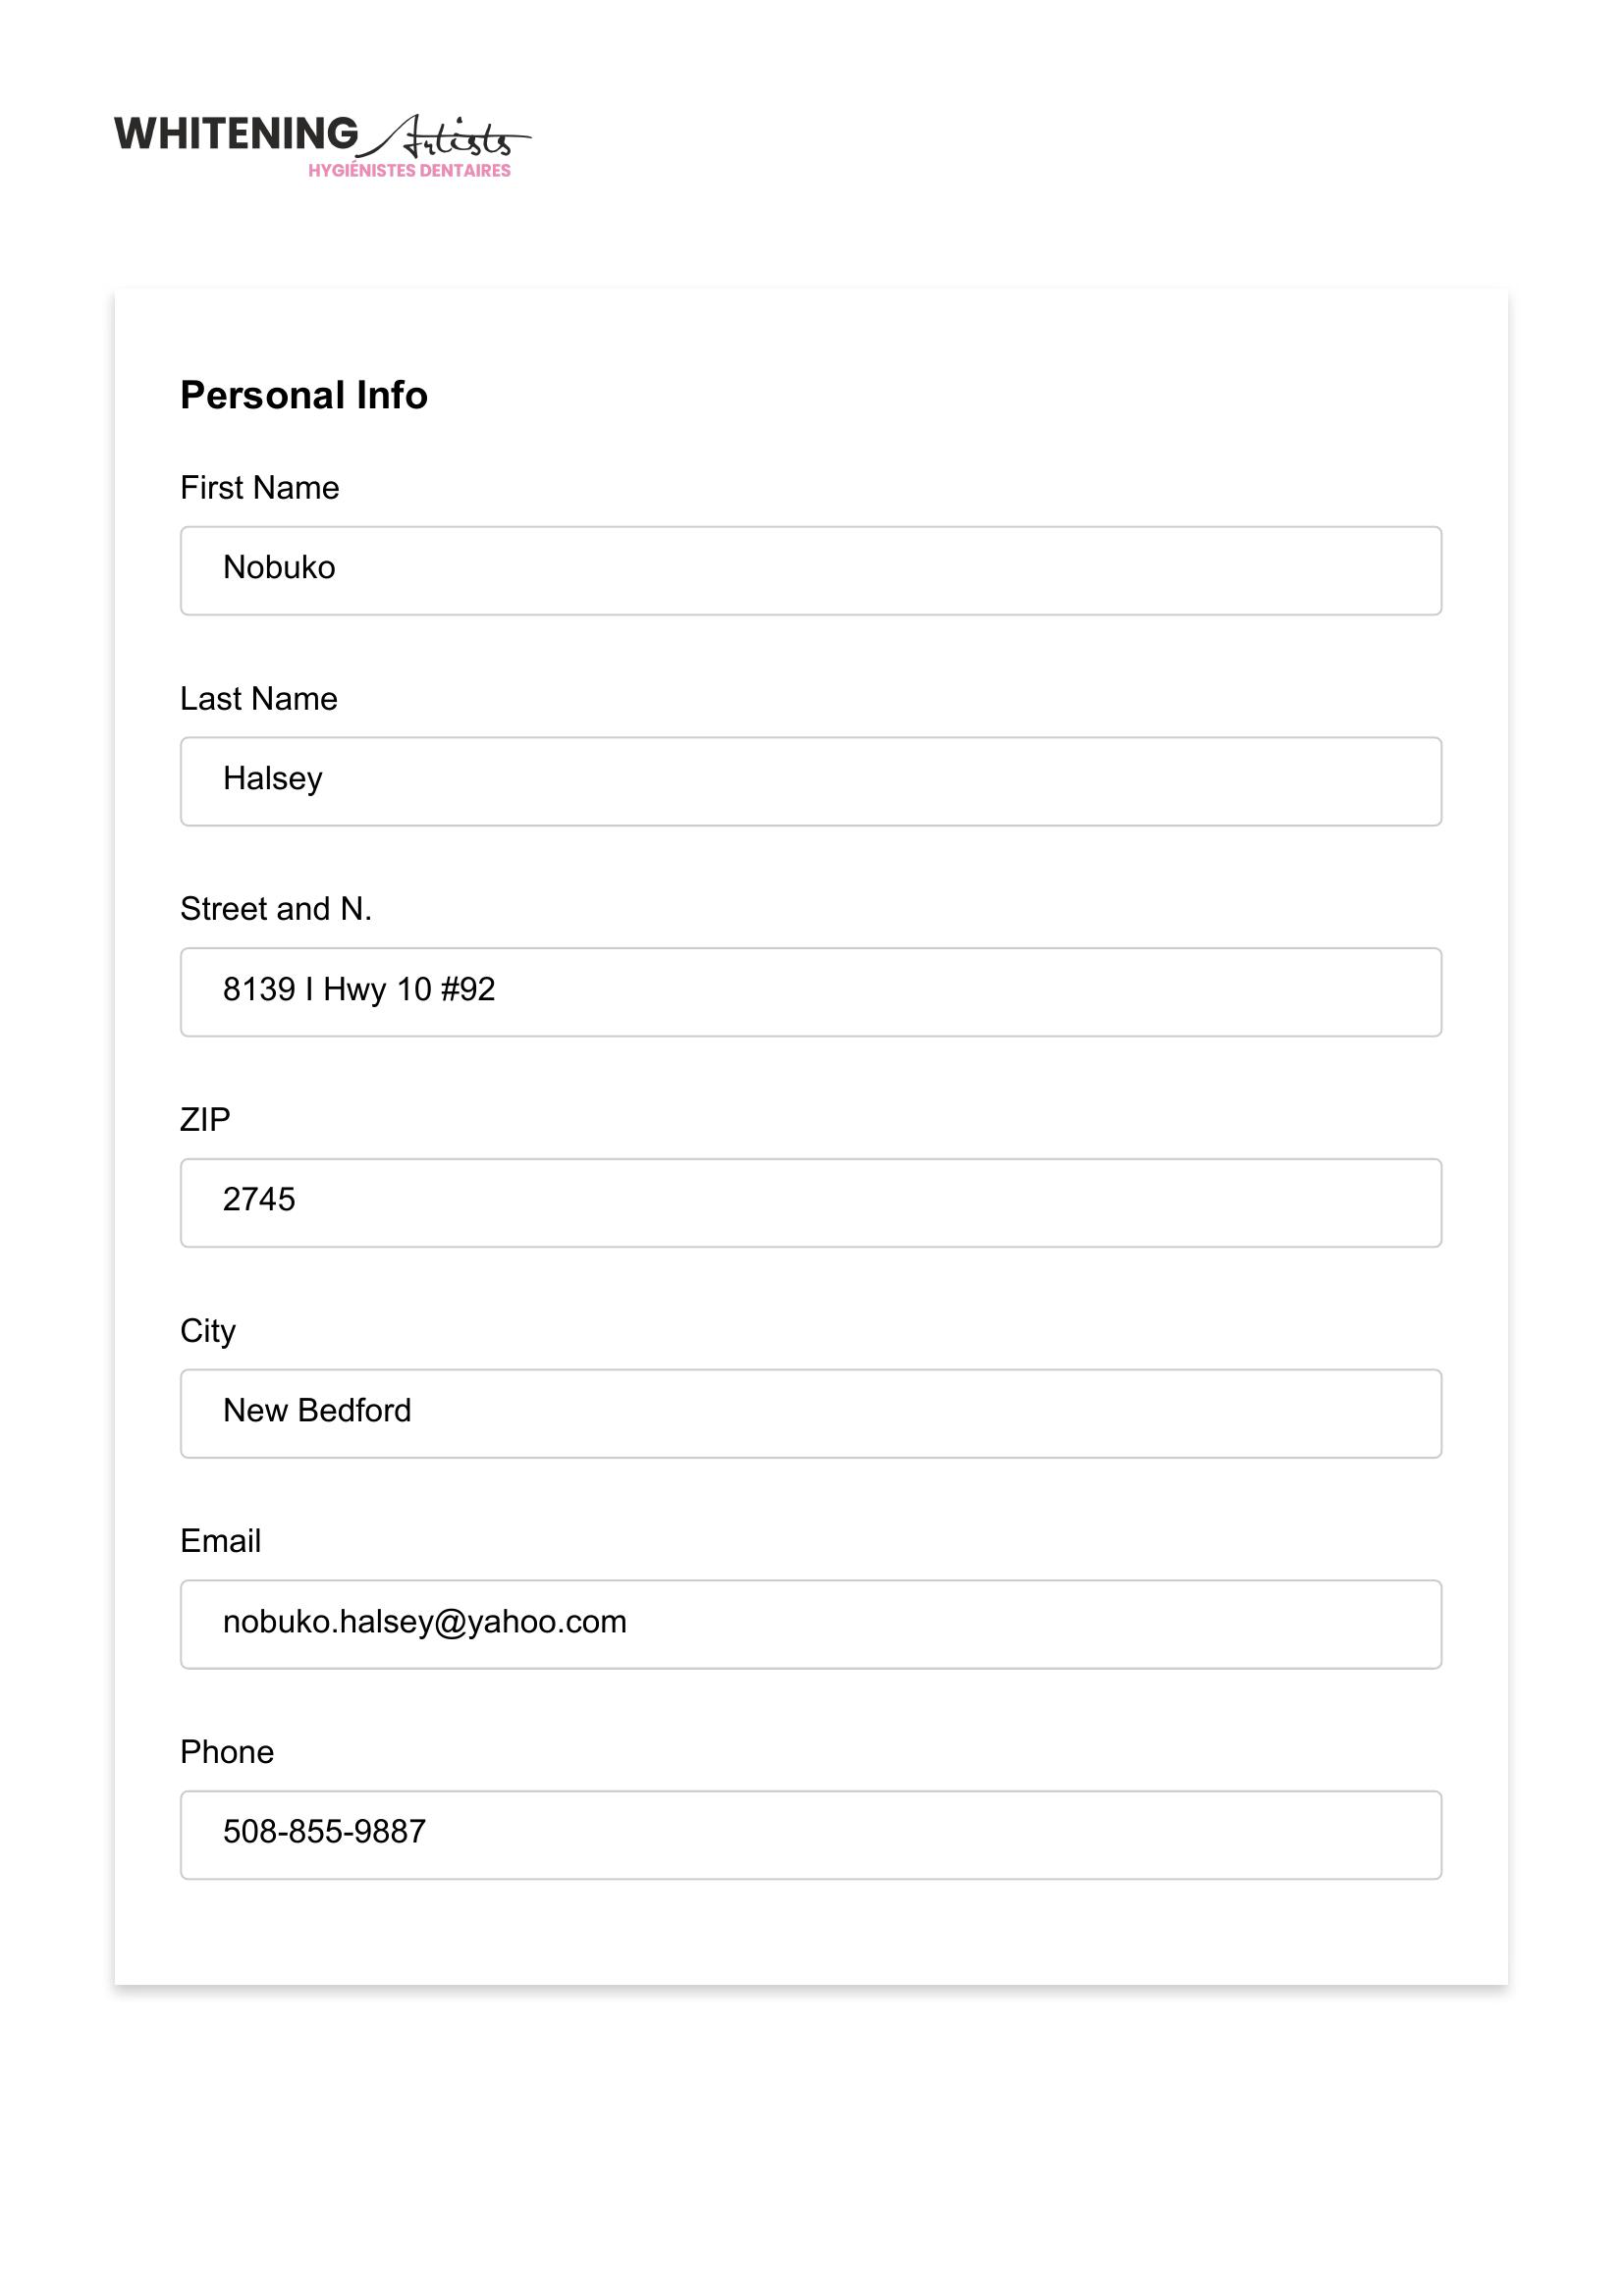 WHITENING Artists
HYGIÉNISTES DENTAIRES
Personal Info
First Name
Nobuko
Last Name
Halsey
Street and N.
8139 I Hwy 10 #92
ZIP
2745
City
New Bedford
Email
nobuko.halsey@yahoo.com
Phone
508-855-9887